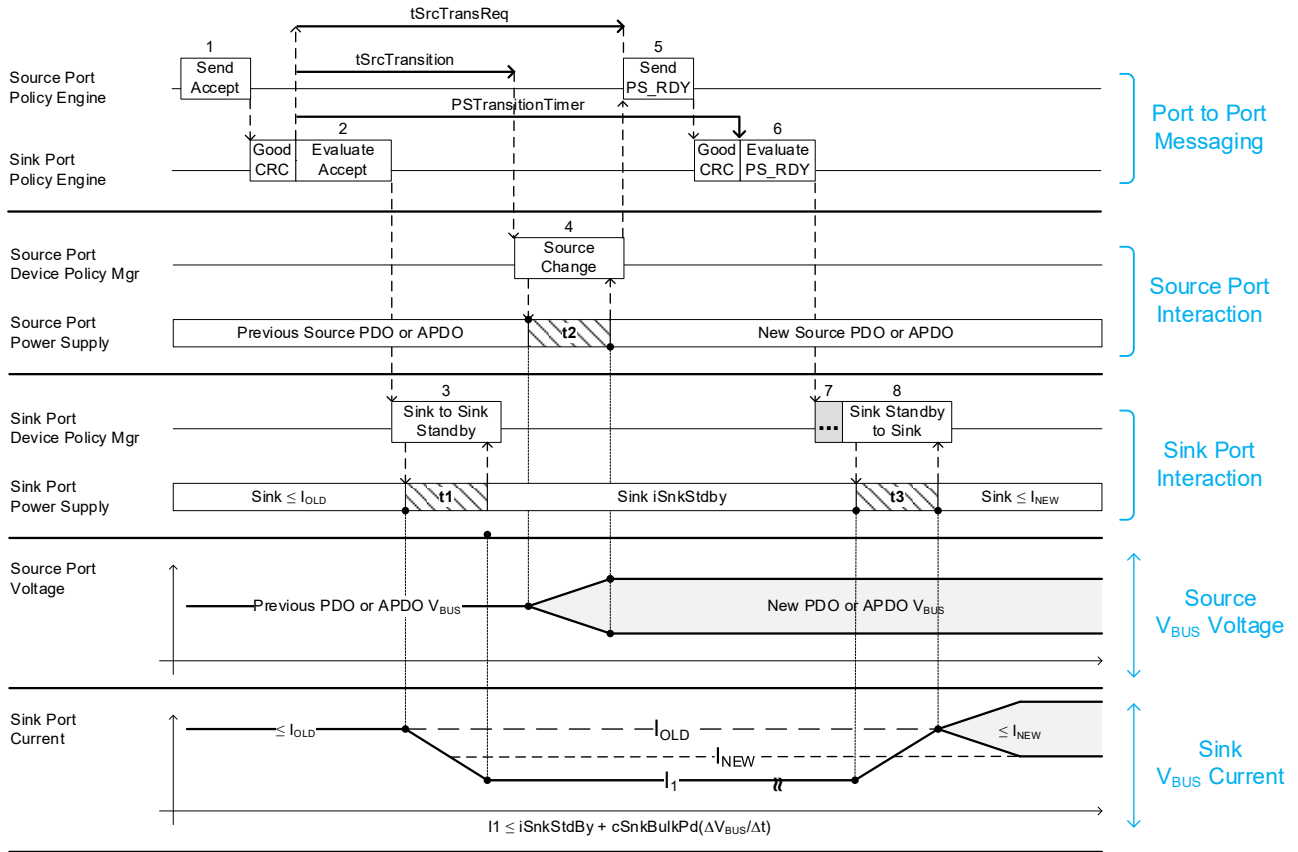 tSrcTransReq
1
5
Source Port
Policy Engine
Send
Accept
tSrcTransition
Send
PS_RDY
PSTransitionTimer
2
6
Sink Port
Policy Engine
Good
CRC
Evaluate
Accept
Good
CRC
Evaluate
PS_RDY
Port to Port
Messaging
Source Port
Device Policy Mgr
4
Source
Change
Source Port
Power Supply
Previous Source PDO or APDO
t2
New Source PDO or APDO
Source Port
Interaction
Sink Port
Device Policy Mgr
3
Sink to Sink
Standby
7
...
8
Sink Standby
to Sink
Sink Port
Power Supply
Sink ≤ IOLD
t1
Sink iSnkStdby
t3
Sink ≤ INEW
Sink Port
Interaction
Source Port
Voltage
Previous PDO or APDO VBUS
New PDO or APDO VBUS
Source
VBUS Voltage
Sink Port
Current
≤ IOLD
IOLD
INEW
I1
≤ INEW
I1 ≤ iSnkStdBy + cSnkBulkPd(ΔVBUS/Δt)
Sink
VBUS Current